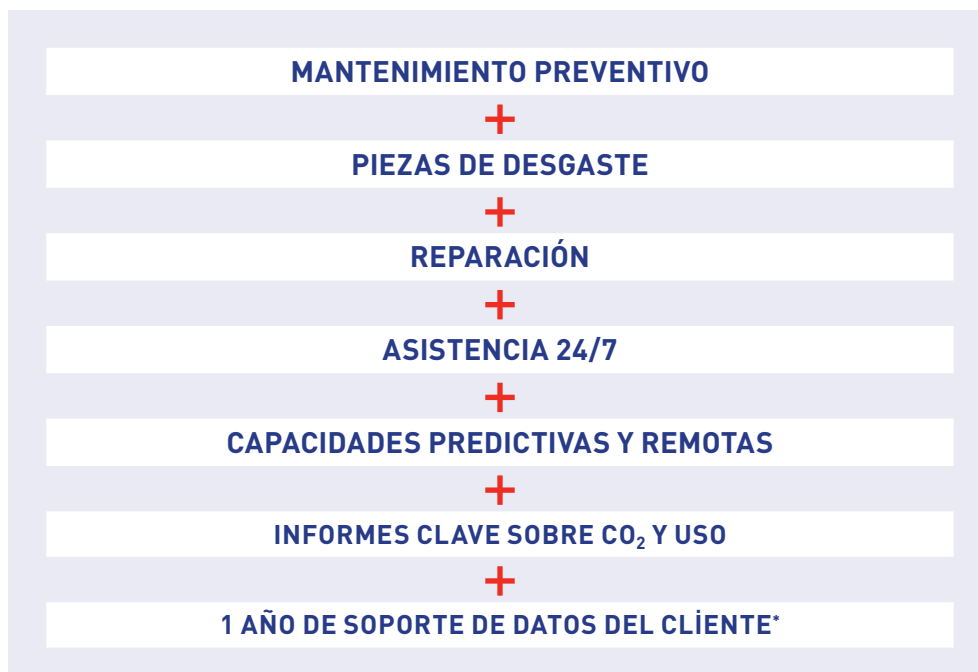 MANTENIMIENTO PREVENTIVO
+
PIEZAS DE DESGASTE
+
REPARACIÓN
+
ASISTENCIA 24/7
+
CAPACIDADES PREDICTIVAS Y REMOTAS
+
INFORMES CLAVE SOBRE CO₂ Y USO
+
1 AÑO DE SOPORTE DE DATOS DEL CLİENTE*